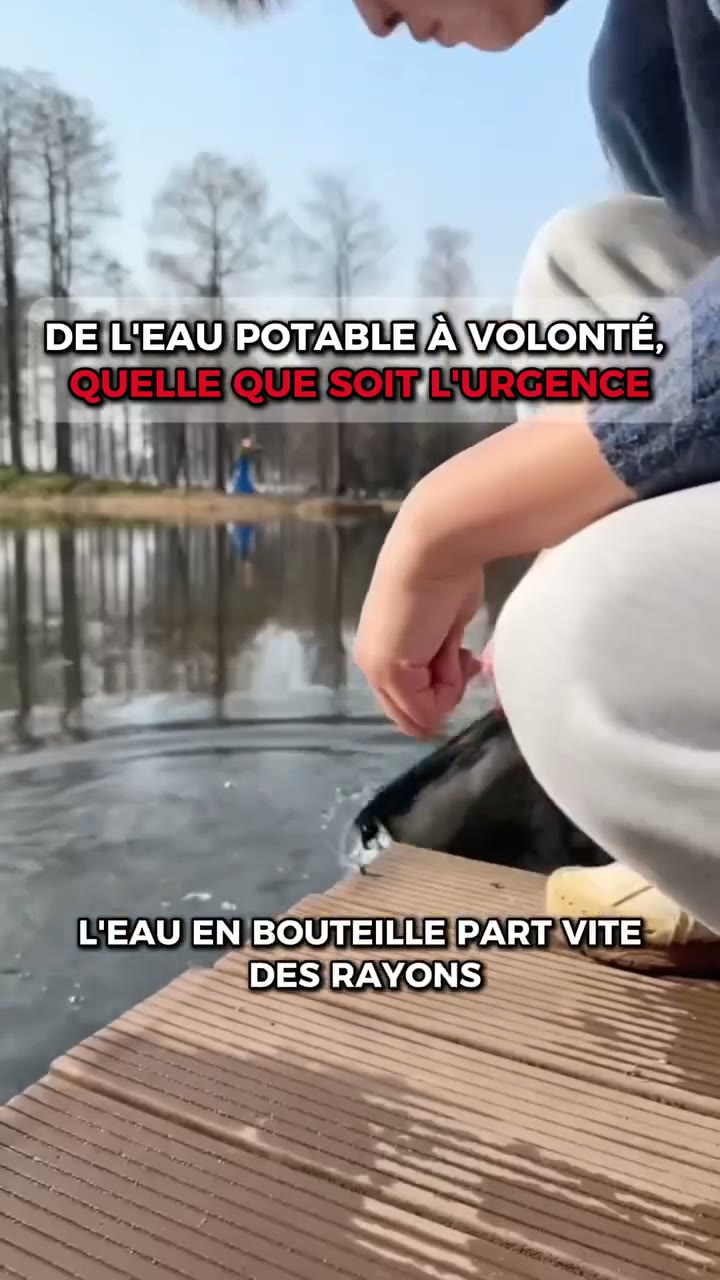 DE L'EAU POTABLE À VOLONTÉ,
QUELLE QUE SOIT L'URGENCE
L'EAU EN BOUTEILLE PART VITE
DES RAYONS